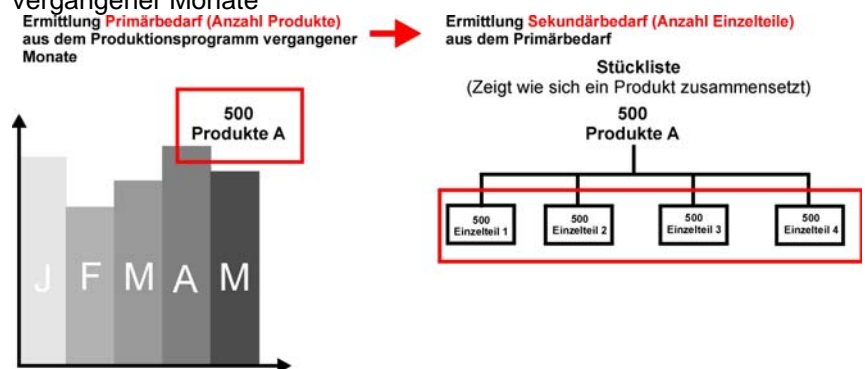 vergangener Monate
Ermittlung Primärbedarf (Anzahl Produkte)
aus dem Produktionsprogramm vergangener
Monate
500
Produkte A
J F M A M
Ermittlung Sekundärbedarf (Anzahl Einzelteile)
aus dem Primärbedarf
Stückliste
(Zeigt wie sich ein Produkt zusammensetzt)
500
Produkte A
500
Einzelteil 1
500
Einzelteil 2
500
Einzelteil 3
500
Einzelteil 4